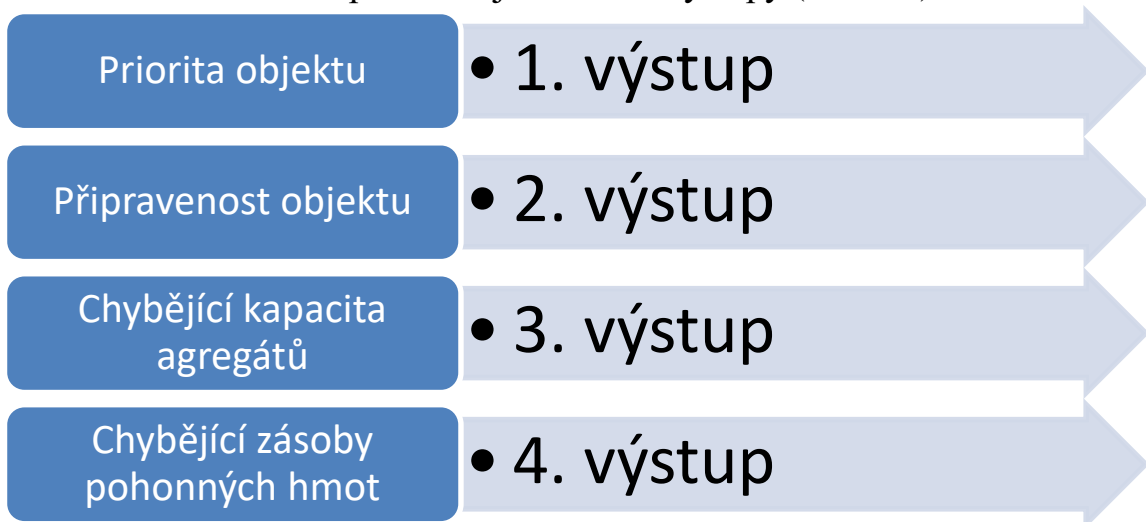 Priorita objektu
• 1. výstup
Připravenost objektu
• 2. výstup
Chybějící kapacita
agregátů
• 3. výstup
Chybějící zásoby
pohonných hmot
• 4. výstup